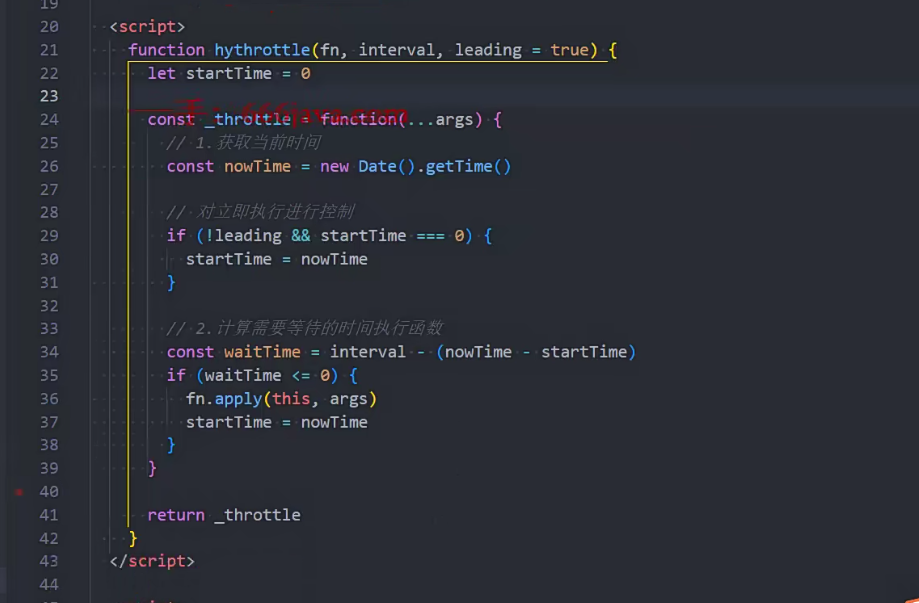 19
20 <script>
21 function hythrottle(fn, interval, leading = true) {
22 let startTime = 0
23
24 const _throttle = function(...args) {
25 // 1.获取当前时间
26 const nowTime = new Date().getTime()
27
28 // 对立即执行进行控制
29 if (!leading && startTime === 0) {
30 startTime = nowTime
31 }
32
33 // 2.计算需要等待的时间执行函数
34 const waitTime = interval - (nowTime - startTime)
35 if (waitTime <= 0) {
36 fn.apply(this, args)
37 startTime = nowTime
38 }
39 }
40
41 return _throttle
42 }
43 </script>
44